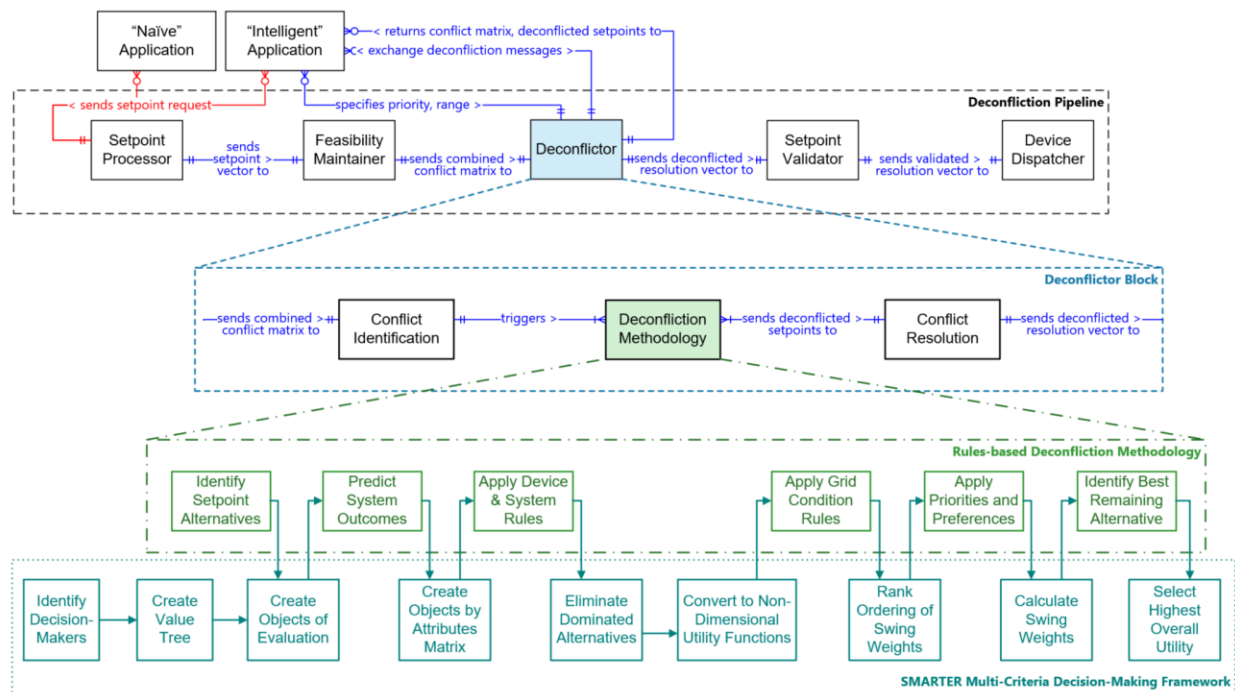 “Naïve”
Application
“Intelligent”
Application
< returns conflict matrix, deconflicted setpoints to
< exchange deconfliction messages >
< sends setpoint request
specifies priority, range >
Deconfliction Pipeline
Setpoint
Processor
sends
setpoint >
vector to
Feasibility
Maintainer
sends combined >
conflict matrix to
Deconflictor
sends deconflicted >
resolution vector to
Setpoint
Validator
sends validated >
resolution vector to
Device
Dispatcher
Deconflictor Block
sends combined >
conflict matrix to
Conflict
Identification
triggers >
Deconfliction
Methodology
sends deconflicted >
setpoints to
Conflict
Resolution
sends deconflicted >
resolution vector to
Rules-based Deconfliction Methodology
Identify
Setpoint
Alternatives
Predict
System
Outcomes
Apply Device
& System
Rules
Apply Grid
Condition
Rules
Apply
Priorities and
Preferences
Identify Best
Remaining
Alternative
Identify
Decision-
Makers
Create
Value
Tree
Create
Objects of
Evaluation
Create
Objects by
Attributes
Matrix
Eliminate
Dominated
Alternatives
Convert to Non-
Dimensional
Utility Functions
Rank
Ordering of
Swing
Weights
Calculate
Swing
Weights
Select
Highest
Overall
Utility
SMARTER Multi-Criteria Decision-Making Framework